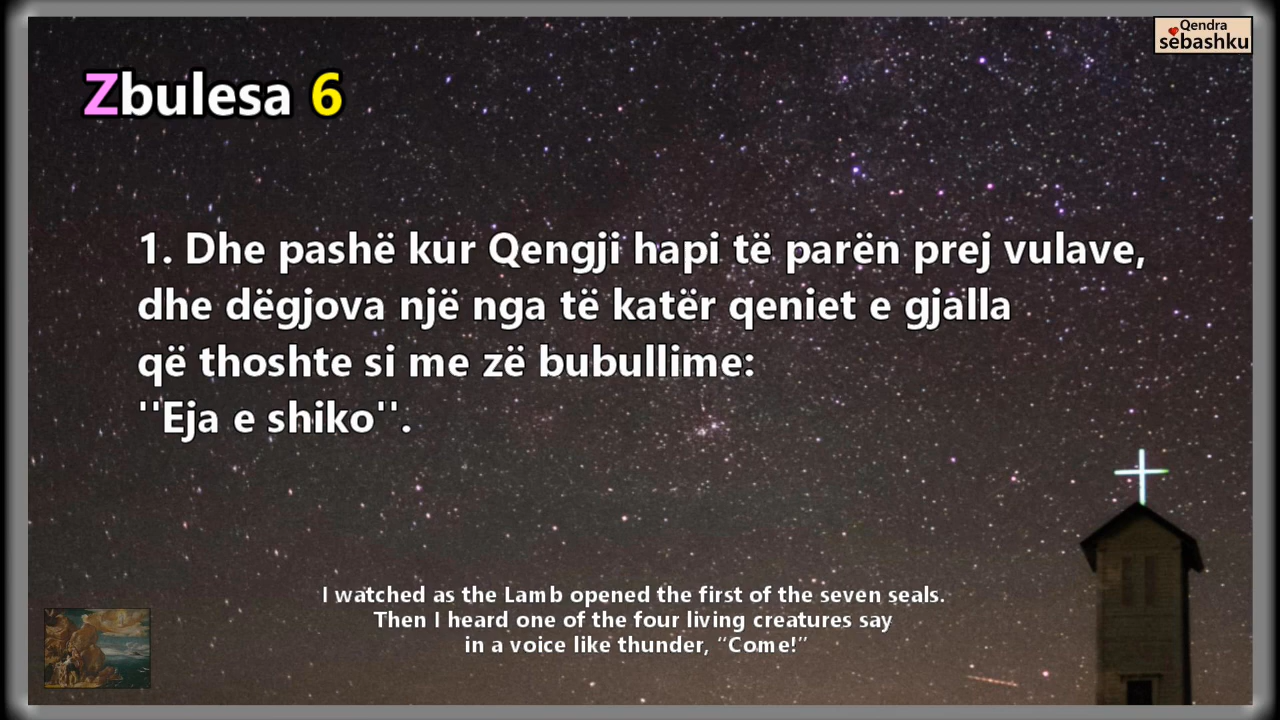 Qendra
sebashku
Zbulesa 6
1. Dhe pashë kur Qengji hapi të parën prej vulave,
dhe dëgjova një nga të katër qeniet e gjalla
që thoshte si me zë bubullime:
''Eja e shiko''.
I watched as the Lamb opened the first of the seven seals.
Then I heard one of the four living creatures say
in a voice like thunder, “Come!”